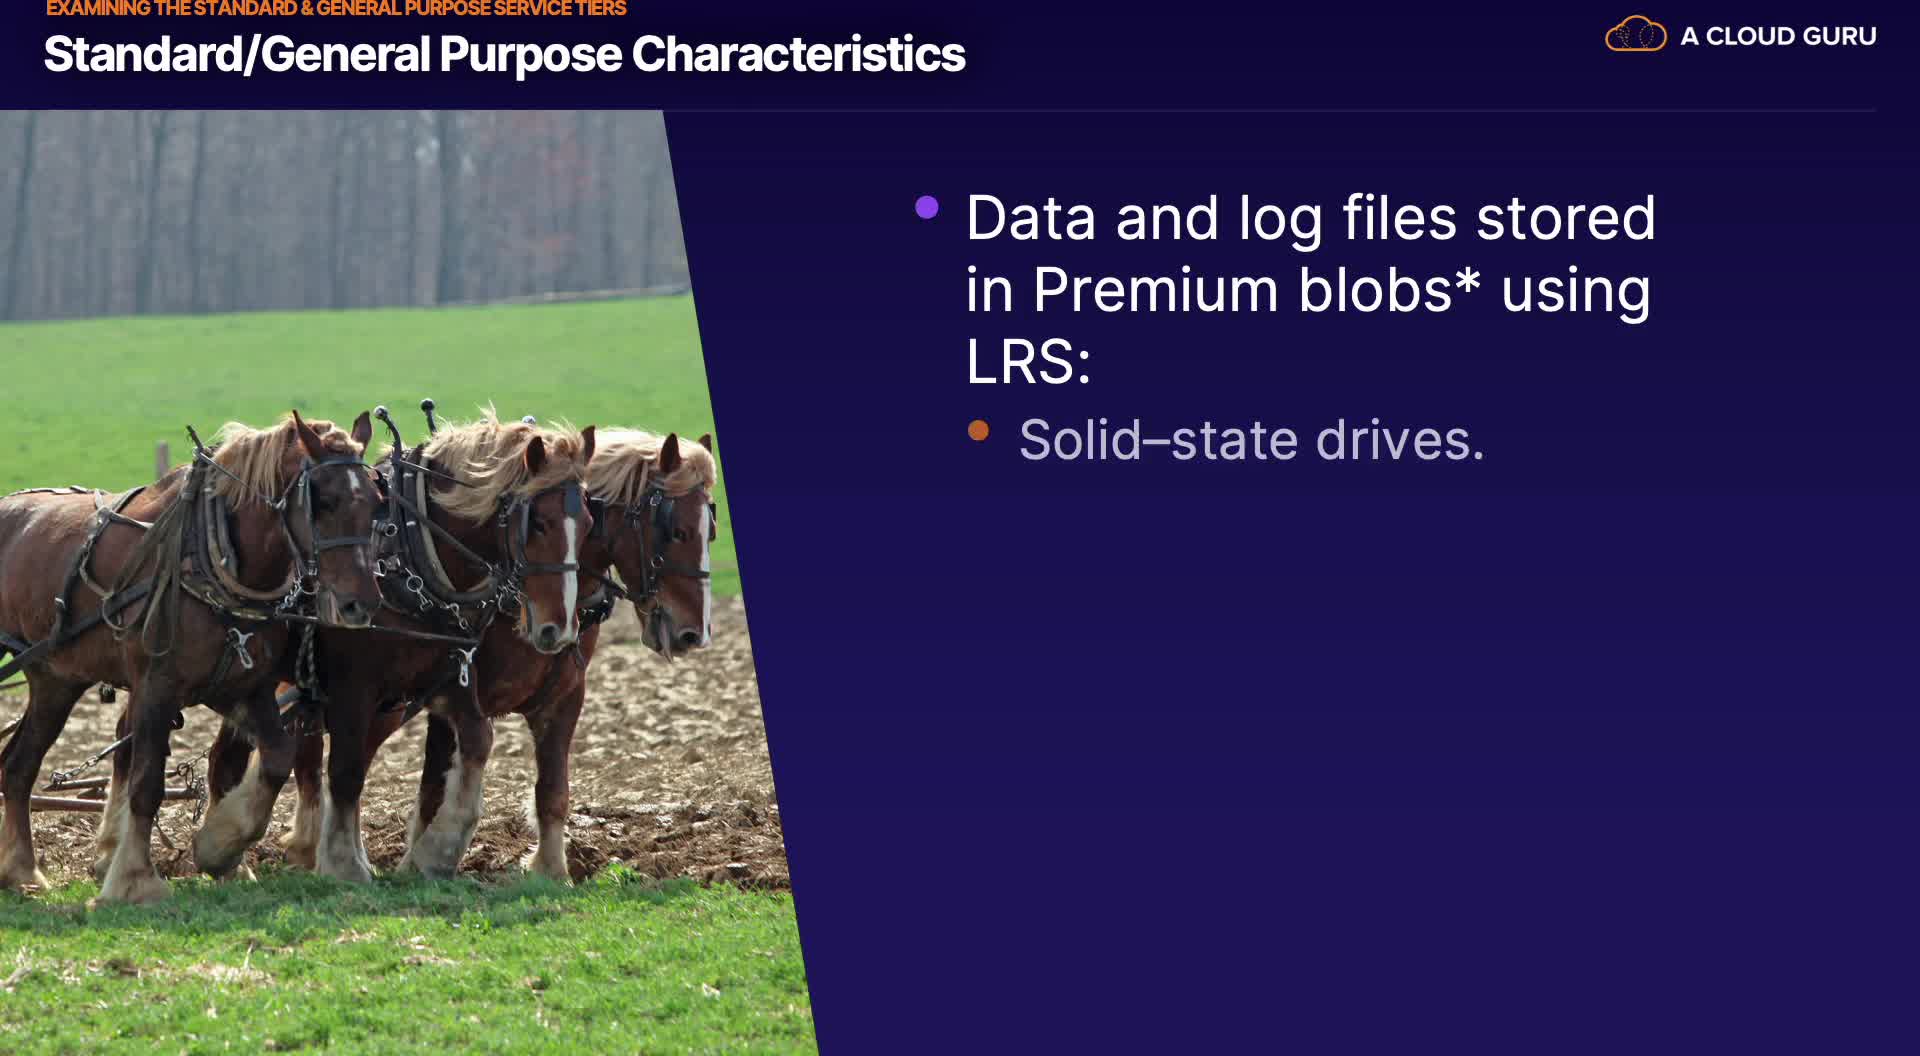 EXAMINING THE STANDARD & GENERAL PURPOSE SERVICE TIERS
Standard/General Purpose Characteristics
A CLOUD GURU
Data and log files stored
in Premium blobs* using
LRS:
Solid–state drives.